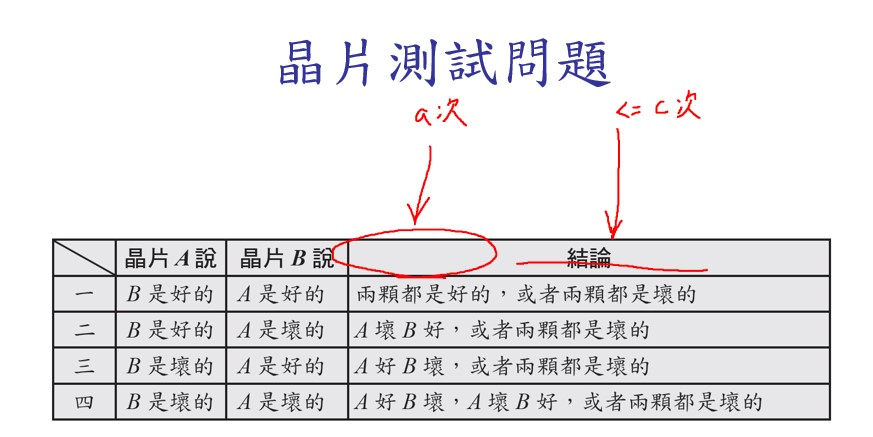 晶片測試問題
a次
<= c次
晶片 A 說 晶片 B 說 結論
一 B 是好的 A 是好的 兩顆都是好的，或者兩顆都是壞的
二 B 是好的 A 是壞的 A 壞 B 好，或者兩顆都是壞的
三 B 是壞的 A 是好的 A 好 B 壞，或者兩顆都是壞的
四 B 是壞的 A 是壞的 A 好 B 壞，A 壞 B 好，或者兩顆都是壞的